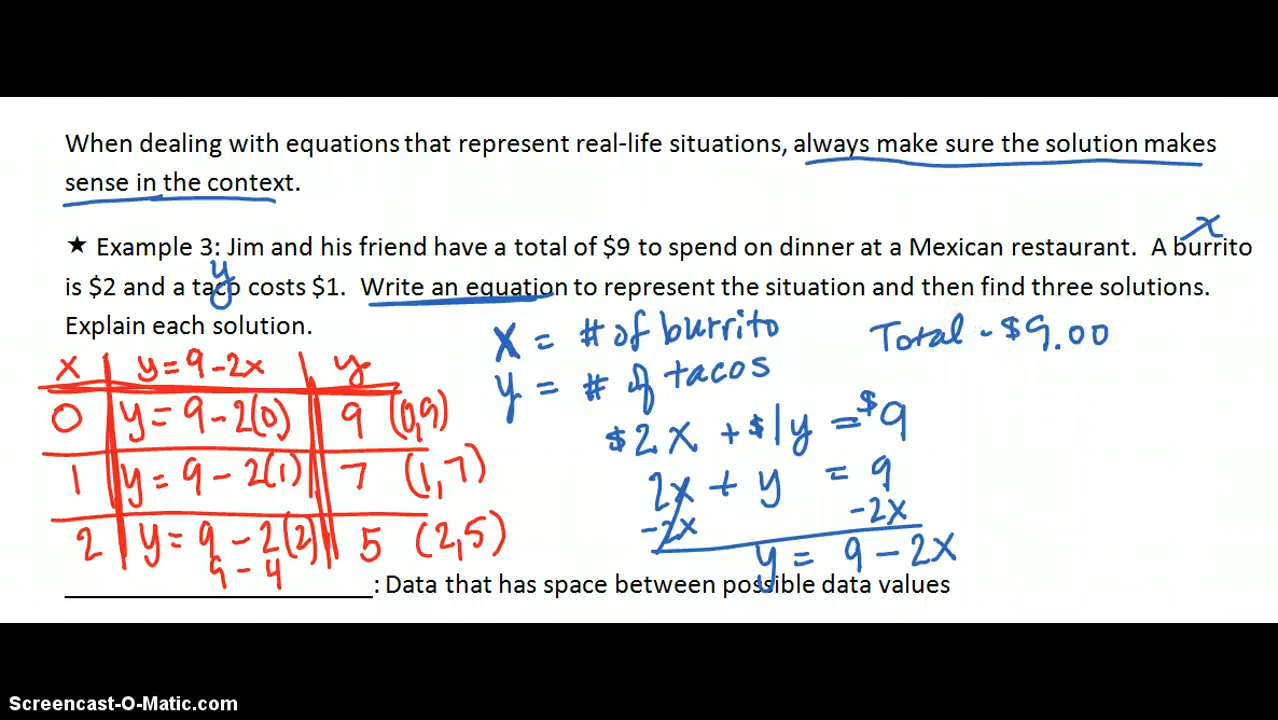 When dealing with equations that represent real-life situations, always make sure the solution makes
sense in the context.
x
★ Example 3: Jim and his friend have a total of $9 to spend on dinner at a Mexican restaurant. A burrito
y
is $2 and a taco costs $1. Write an equation to represent the situation and then find three solutions.
Explain each solution.
x = # of burrito
Total - $9.00
y = # of tacos
$2x + $1y = $9
2x + y = 9
-2x -2x
y = 9 - 2x
x y = 9 - 2x y
0 y = 9 - 2(0) 9 (0,9)
1 y = 9 - 2(1) 7 (1,7)
2 y = 9 - 2(2) 5 (2,5)
9 - 4
____________________: Data that has space between possible data values
Screencast-O-Matic.com